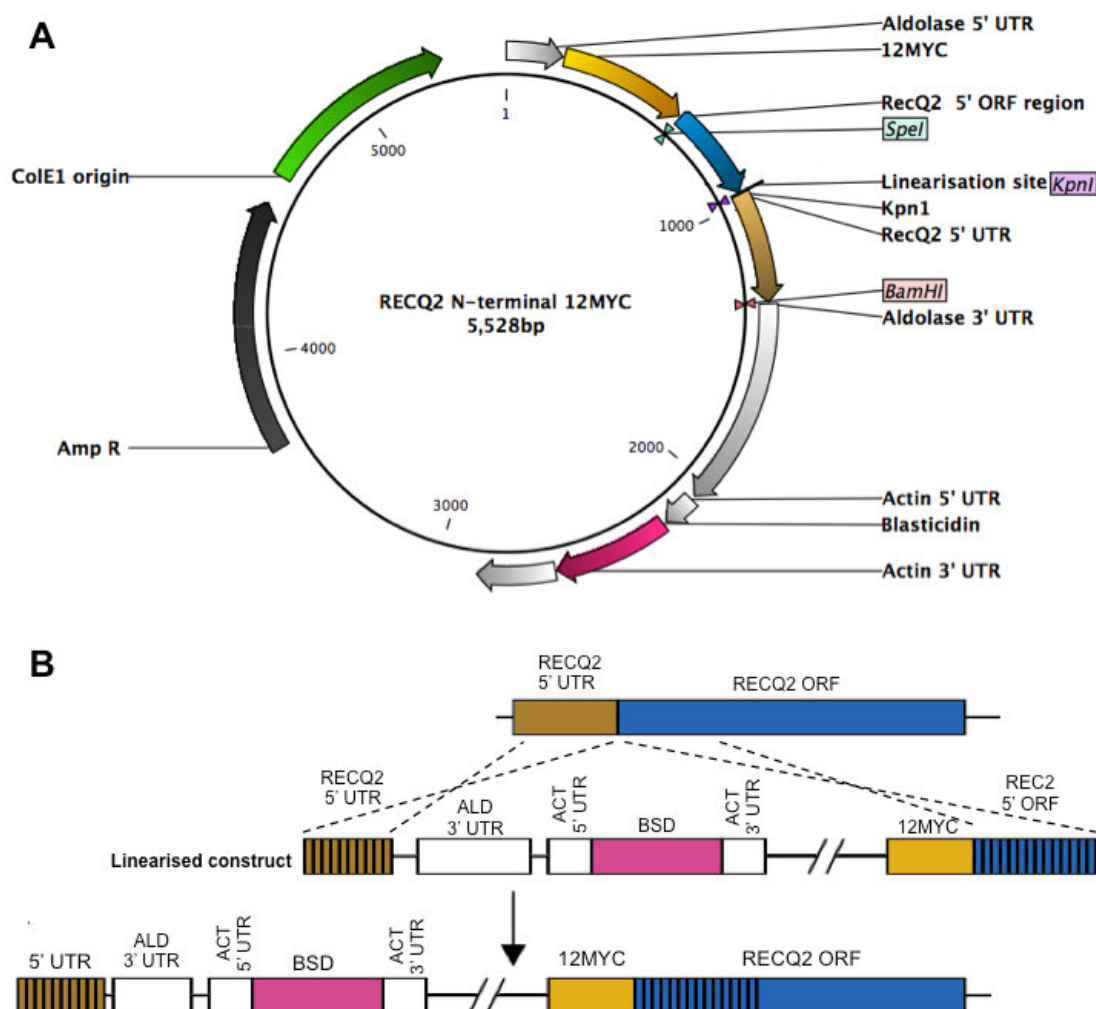 A
Aldolase 5' UTR
12MYC
RecQ2 5' ORF region
SpeI
Linearisation site KpnI
Kpn1
RecQ2 5' UTR
BamHI
Aldolase 3' UTR
Actin 5' UTR
Blasticidin
Actin 3' UTR
ColE1 origin
Amp R
1
1000
2000
3000
4000
5000
RECQ2 N-terminal 12MYC
5,528bp
B
RECQ2
5' UTR
RECQ2 ORF
RECQ2
5' UTR
ALD
3' UTR
ACT
5' UTR
BSD
ACT
3' UTR
12MYC
REC2
5' ORF
Linearised construct
5' UTR
ALD
3' UTR
ACT
5' UTR
BSD
ACT
3' UTR
12MYC
RECQ2 ORF